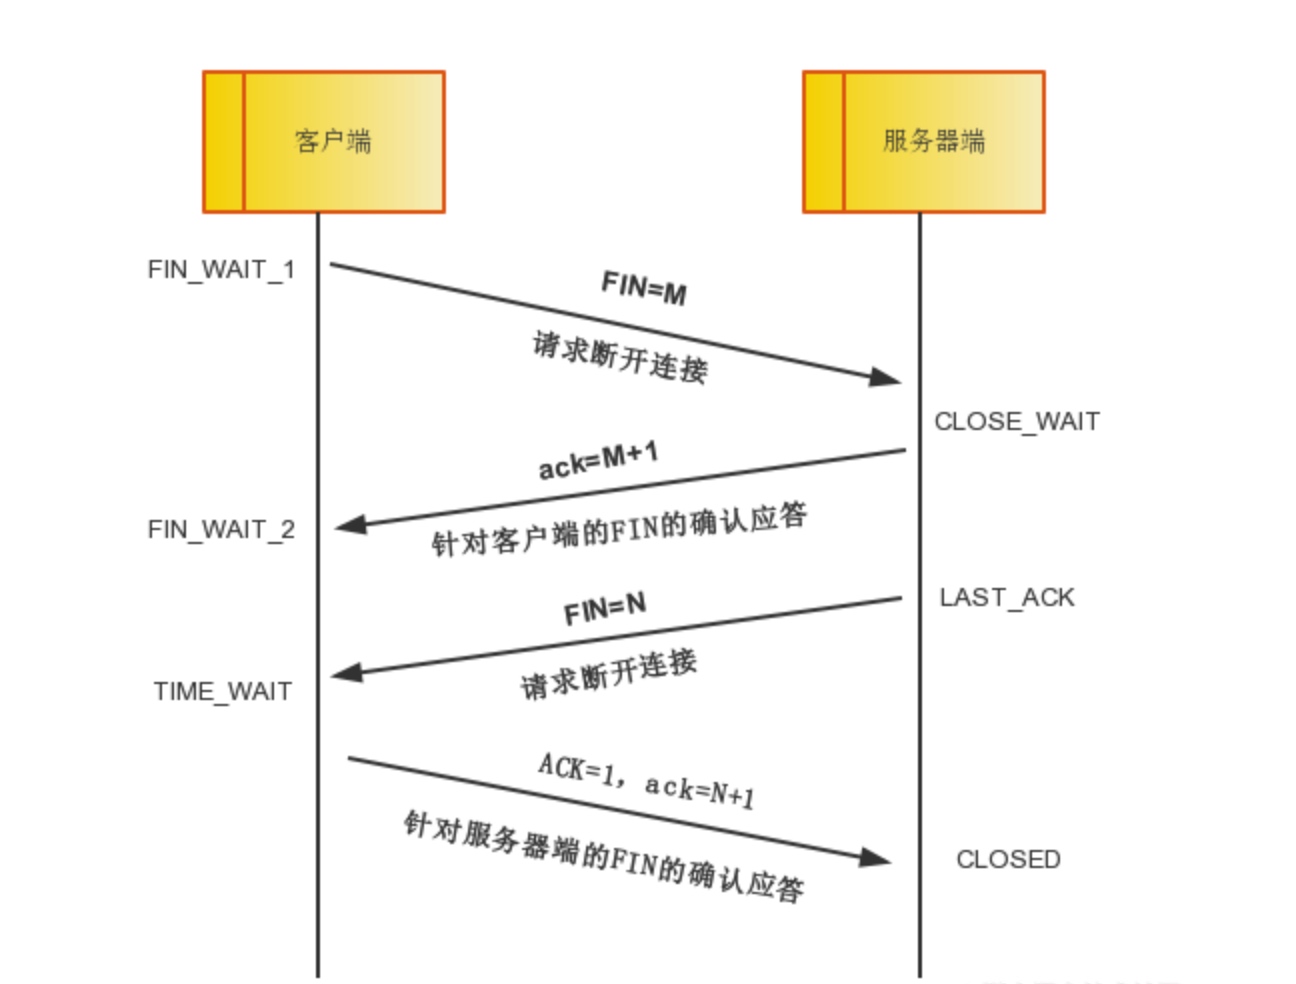 客户端
服务器端
FIN_WAIT_1
FIN=M
请求断开连接
CLOSE_WAIT
ack=M+1
FIN_WAIT_2
针对客户端的FIN的确认应答
LAST_ACK
FIN=N
请求断开连接
TIME_WAIT
ACK=1, ack=N+1
针对服务器端的FIN的确认应答
CLOSED